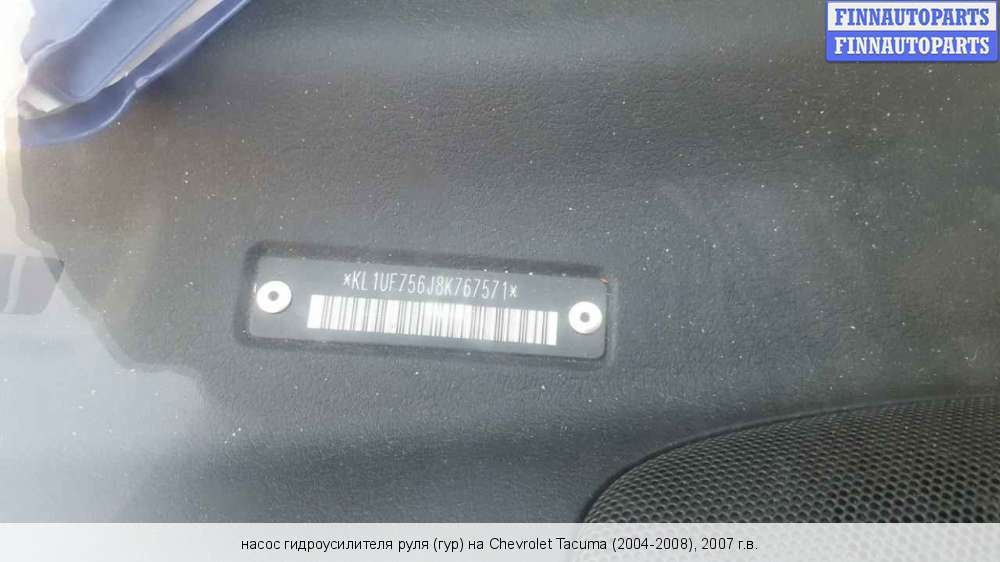 FINNAUTOPARTS
FINNAUTOPARTS
*KL1UF756J8K767571*
насос гидроусилителя руля (гур) на Chevrolet Tacuma (2004-2008), 2007 г.в.